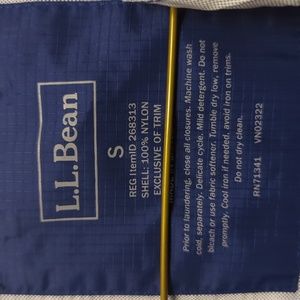 L.L.Bean
S
REG ItemID 268313
SHELL: 100% NYLON
EXCLUSIVE OF TRIM
Prior to laundering, close all closures. Machine wash
cold, separately. Delicate cycle. Mild detergent. Do not
bleach or use fabric softener. Tumble dry low, remove
promptly. Cool iron if needed, avoid iron on trims.
Do not dry clean.
RN71341 VN02322